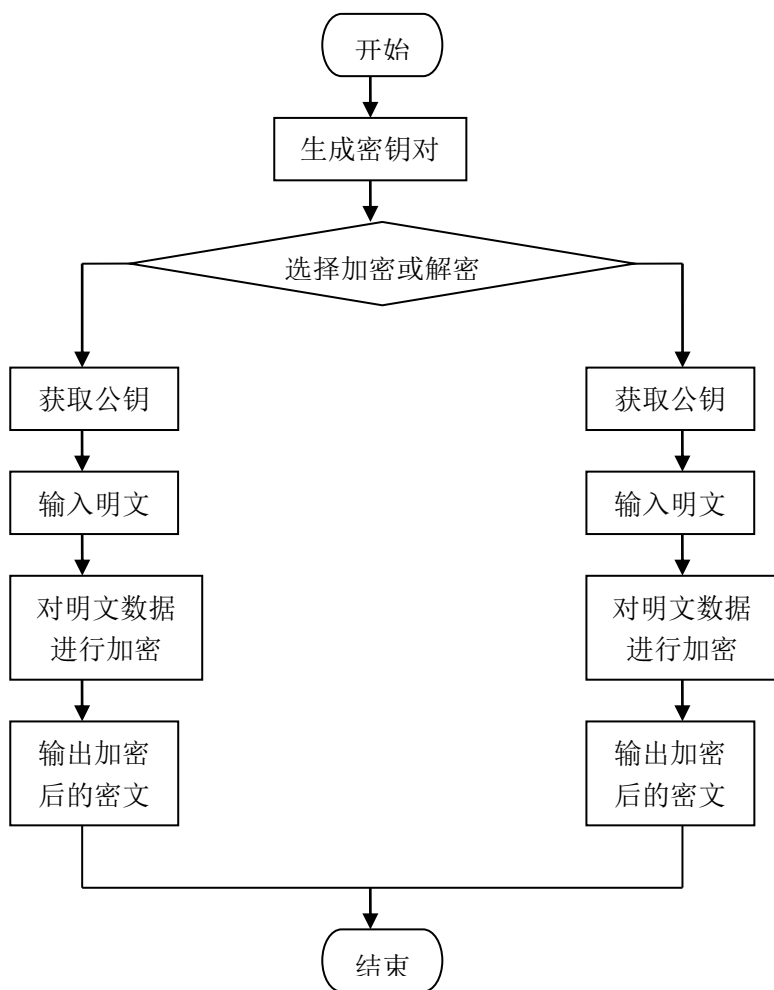 开始
生成密钥对
选择加密或解密
获取公钥
输入明文
对明文数据
进行加密
输出加密
后的密文
获取公钥
输入明文
对明文数据
进行加密
输出加密
后的密文
结束